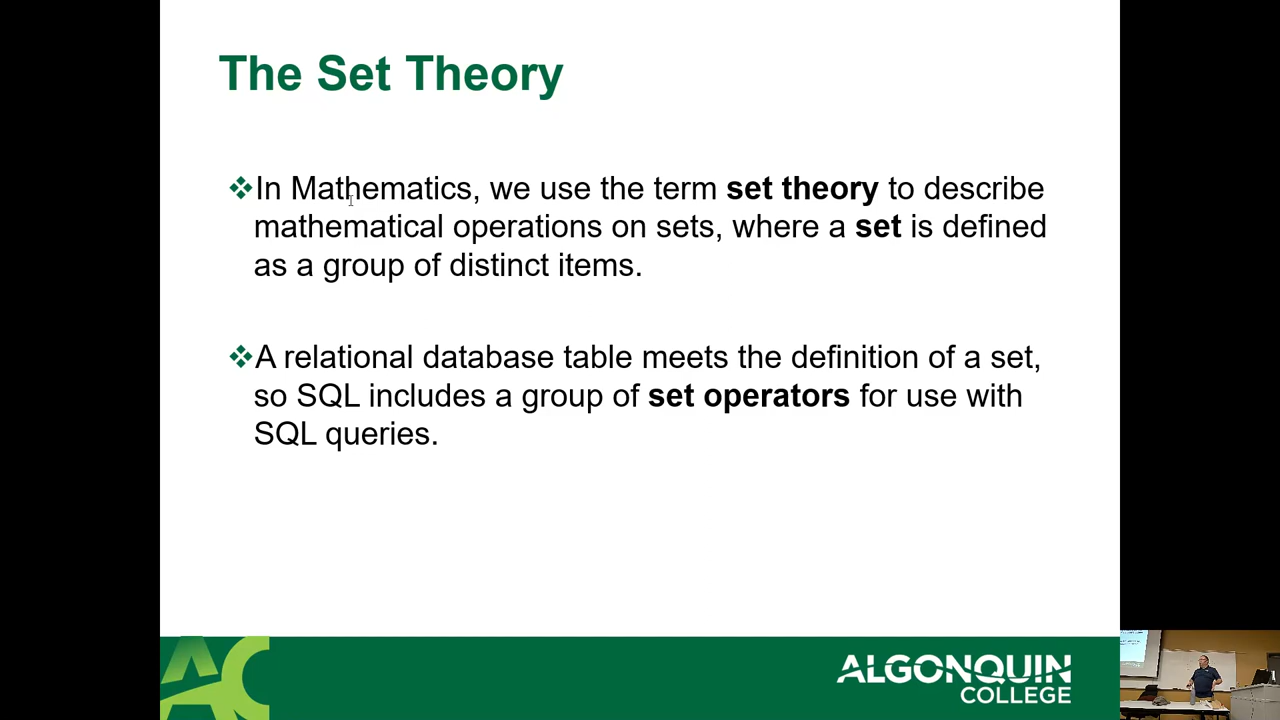 The Set Theory
❖In Mathematics, we use the term set theory to describe
mathematical operations on sets, where a set is defined
as a group of distinct items.
❖A relational database table meets the definition of a set,
so SQL includes a group of set operators for use with
SQL queries.
AC
ALGONQUIN
COLLEGE